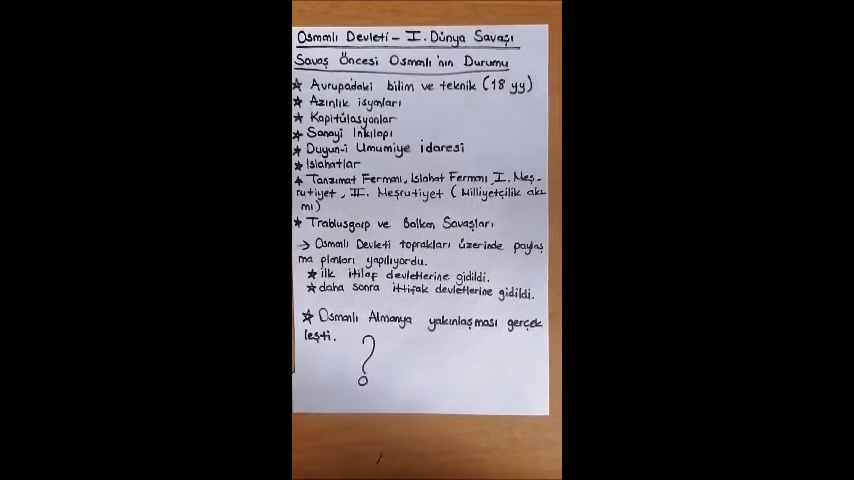 Osmanlı Devleti - I. Dünya Savaşı
Savaş Öncesi Osmanlı'nın Durumu
★ Avrupadaki bilim ve teknik (18 yy)
★ Azınlık isyanları
★ Kapitülasyonlar
★ Sanayi İnkılapı
★ Duyun-i Umumiye idaresi
★ Islahatlar
★ Tanzimat Fermanı, Islahat Fermanı, I. Meş-
rutiyet, II. Meşrutiyet (Milliyetçilik akı-
mı)
★ Trablusgarp ve Balkan Savaşları
→ Osmanlı Devleti toprakları üzerinde paylaş
ma planları yapılıyordu.
★ ilk itilaf devletlerine gidildi.
★ daha sonra ittifak devletlerine gidildi.
★ Osmanlı Almanya yakınlaşması gerçek
leşti.
?